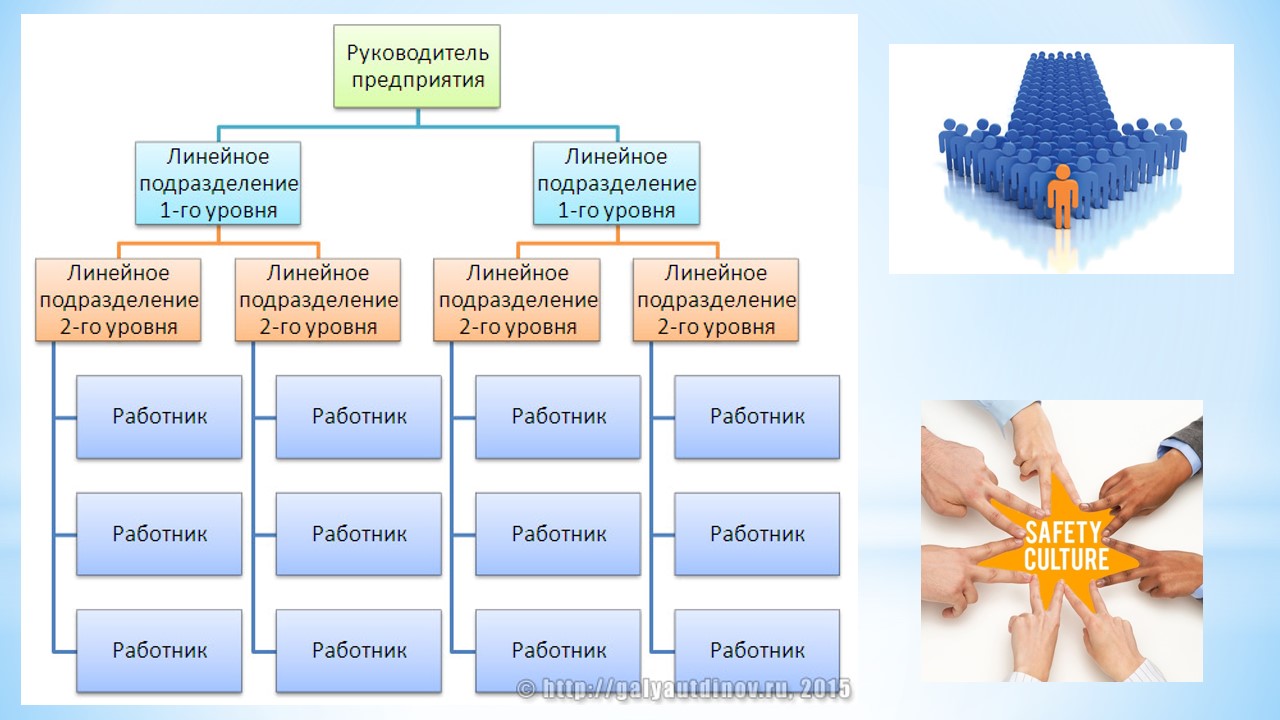 Руководитель
предприятия
Линейное
подразделение
1-го уровня
Линейное
подразделение
1-го уровня
Линейное
подразделение
2-го уровня
Линейное
подразделение
2-го уровня
Линейное
подразделение
2-го уровня
Линейное
подразделение
2-го уровня
Работник
Работник
Работник
Работник
Работник
Работник
Работник
Работник
Работник
Работник
Работник
Работник
© http://galyautdinov.ru, 2015
SAFETY
CULTURE